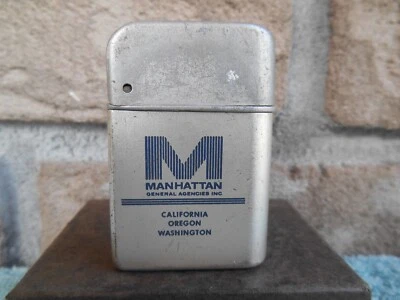 M
MANHATTAN
GENERAL AGENCIES INC
CALIFORNIA
OREGON
WASHINGTON